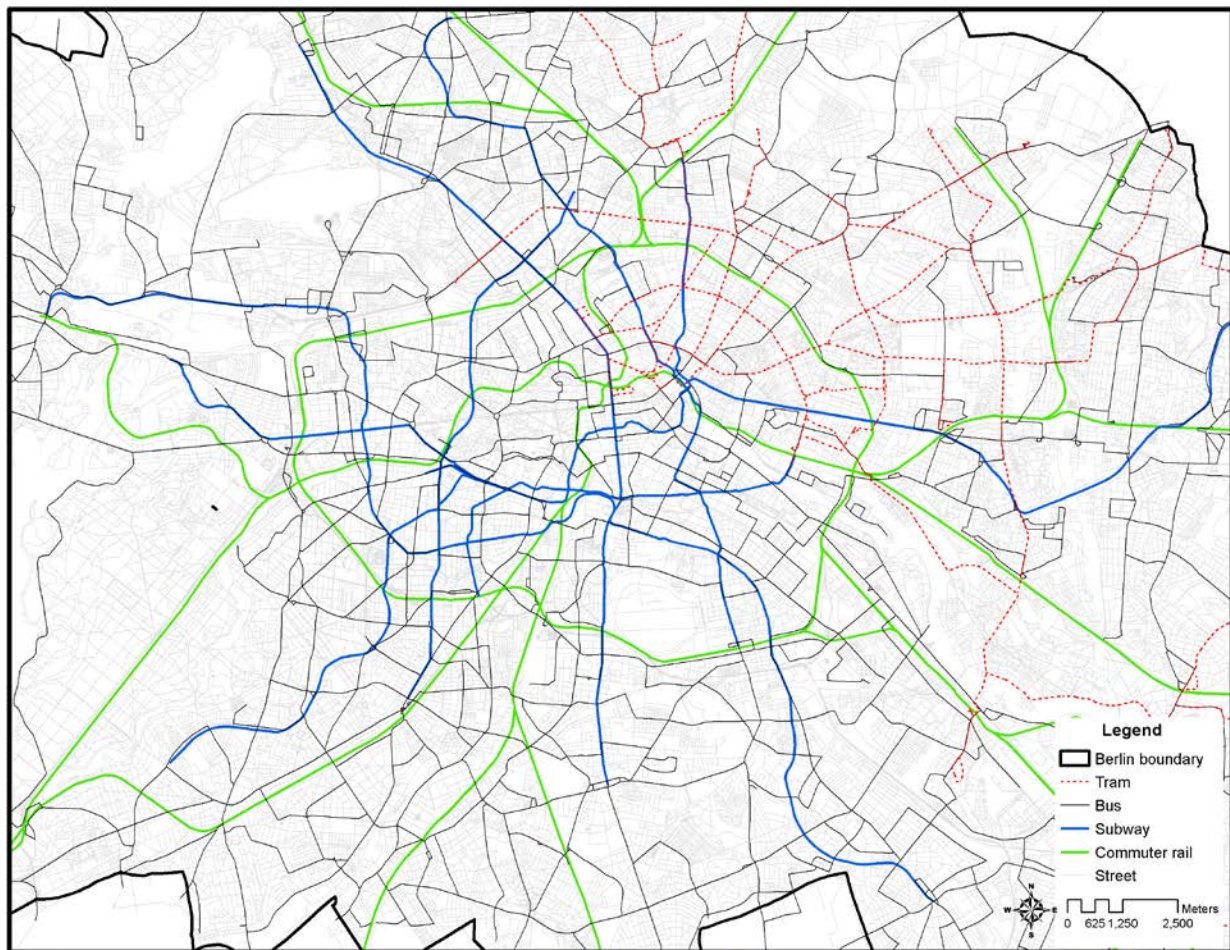 Legend
Berlin boundary
Tram
Bus
Subway
Commuter rail
Street
N
W E
S
Meters
0 625 1,250 2,500